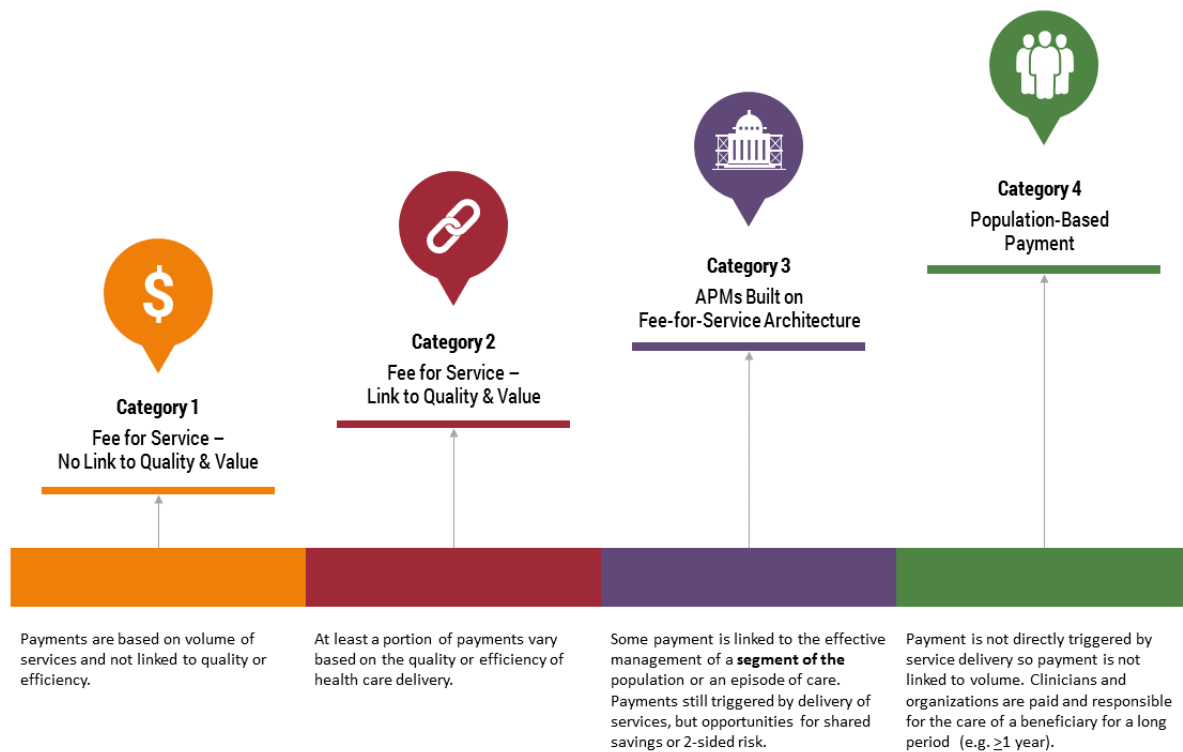 $
Category 1
Fee for Service –
No Link to Quality & Value
Category 2
Fee for Service –
Link to Quality & Value
Category 3
APMs Built on
Fee-for-Service Architecture
Category 4
Population-Based
Payment
Payments are based on volume of
services and not linked to quality or
efficiency.
At least a portion of payments vary
based on the quality or efficiency of
health care delivery.
Some payment is linked to the effective
management of a segment of the
population or an episode of care.
Payments still triggered by delivery of
services, but opportunities for shared
savings or 2-sided risk.
Payment is not directly triggered by
service delivery so payment is not
linked to volume. Clinicians and
organizations are paid and responsible
for the care of a beneficiary for a long
period (e.g. ≥1 year).